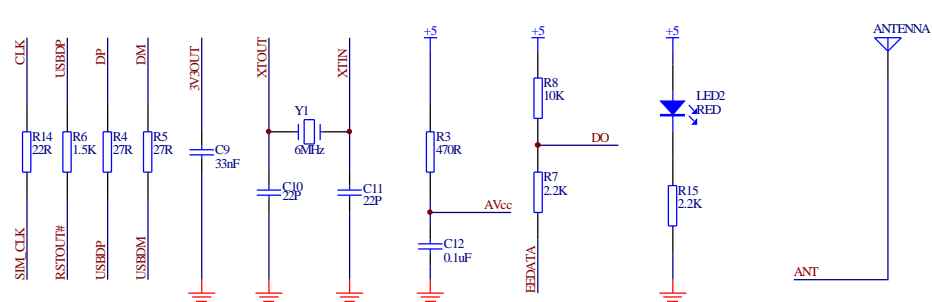 +5
+5
+5
ANTENNA
CLK
USBDP
DP
DM
3V3OUT
XTOUT
XTIN
R8
10K
LED2
RED
Y1
6MHz
R14
22R
R6
1.5K
R4
27R
R5
27R
C9
33nF
R3
470R
DO
R7
2.2K
C10
22P
C11
22P
AVcc
R15
2.2K
SIM_CLK
RSTOUT#
USBDP
USBDM
C12
0.1uF
EEDATA
ANT